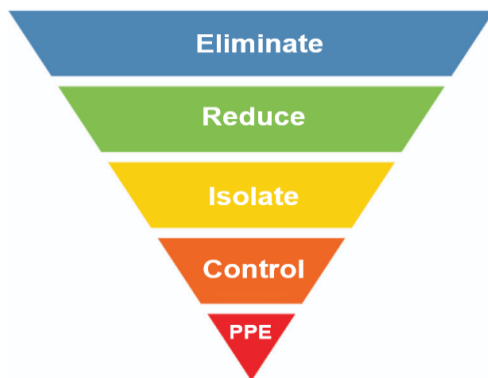 Eliminate
Reduce
Isolate
Control
PPE